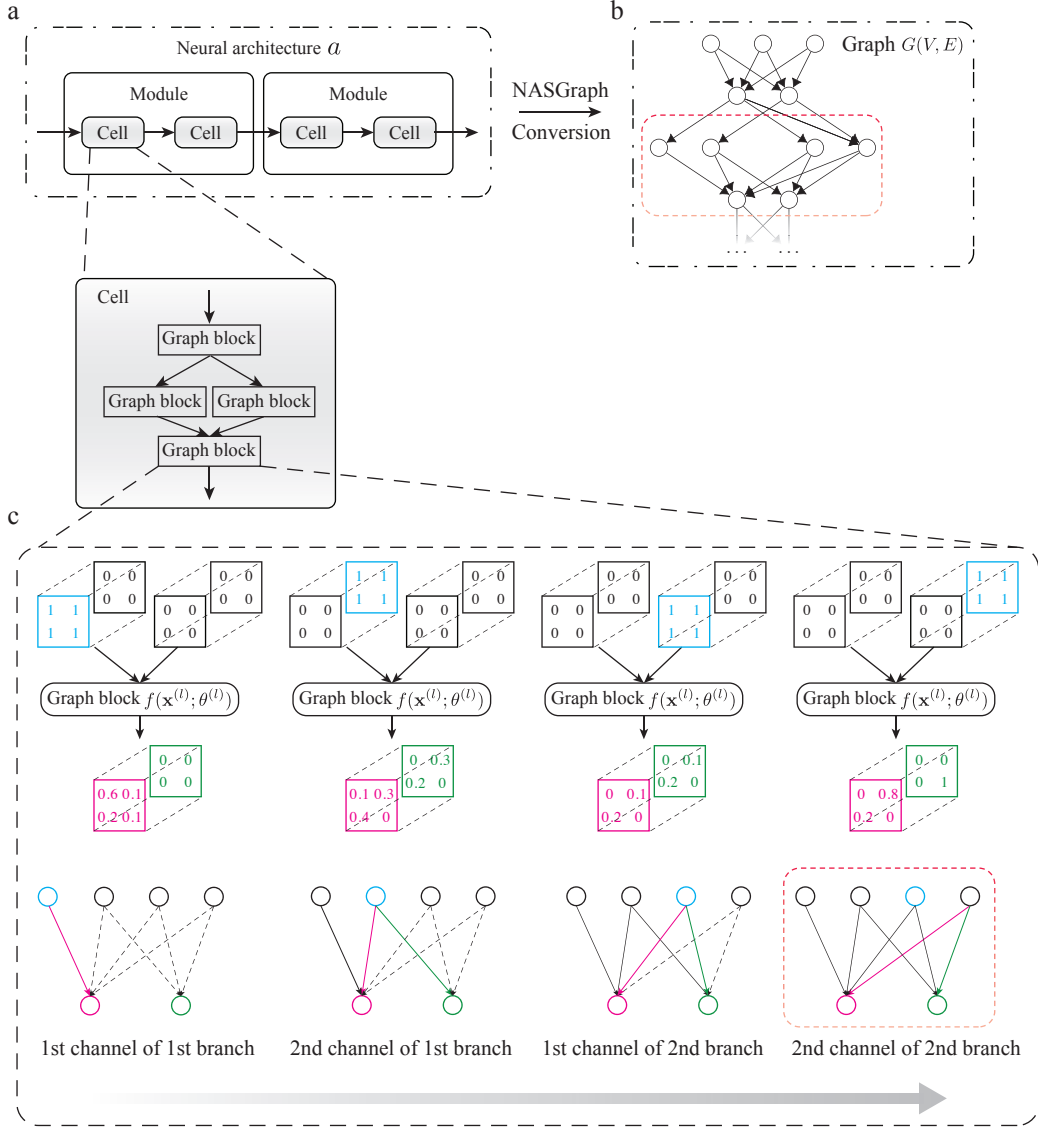 a
Neural architecture a
Module
Module
Cell
Cell
Cell
Cell
NASGraph
Conversion
b
Graph G(V, E)
... ...
Cell
Graph block
Graph block
Graph block
Graph block
c
0 0
0 0
1 1
1 1
0 0
0 0
0 0
0 0
1 1
1 1
0 0
0 0
0 0
0 0
0 0
0 0
0 0
0 0
0 0
0 0
0 0
0 0
1 1
1 1
0 0
0 0
0 0
0 0
1 1
1 1
0 0
0 0
Graph block f(x^{(l)}; θ^{(l)})
Graph block f(x^{(l)}; θ^{(l)})
Graph block f(x^{(l)}; θ^{(l)})
Graph block f(x^{(l)}; θ^{(l)})
0 0
0 0
0.6 0.1
0.2 0.1
0 0.3
0.2 0
0.1 0.3
0.4 0
0 0.1
0.2 0
0 0.1
0.2 0
0 0
0 1
0 0.8
0.2 0
1st channel of 1st branch
2nd channel of 1st branch
1st channel of 2nd branch
2nd channel of 2nd branch